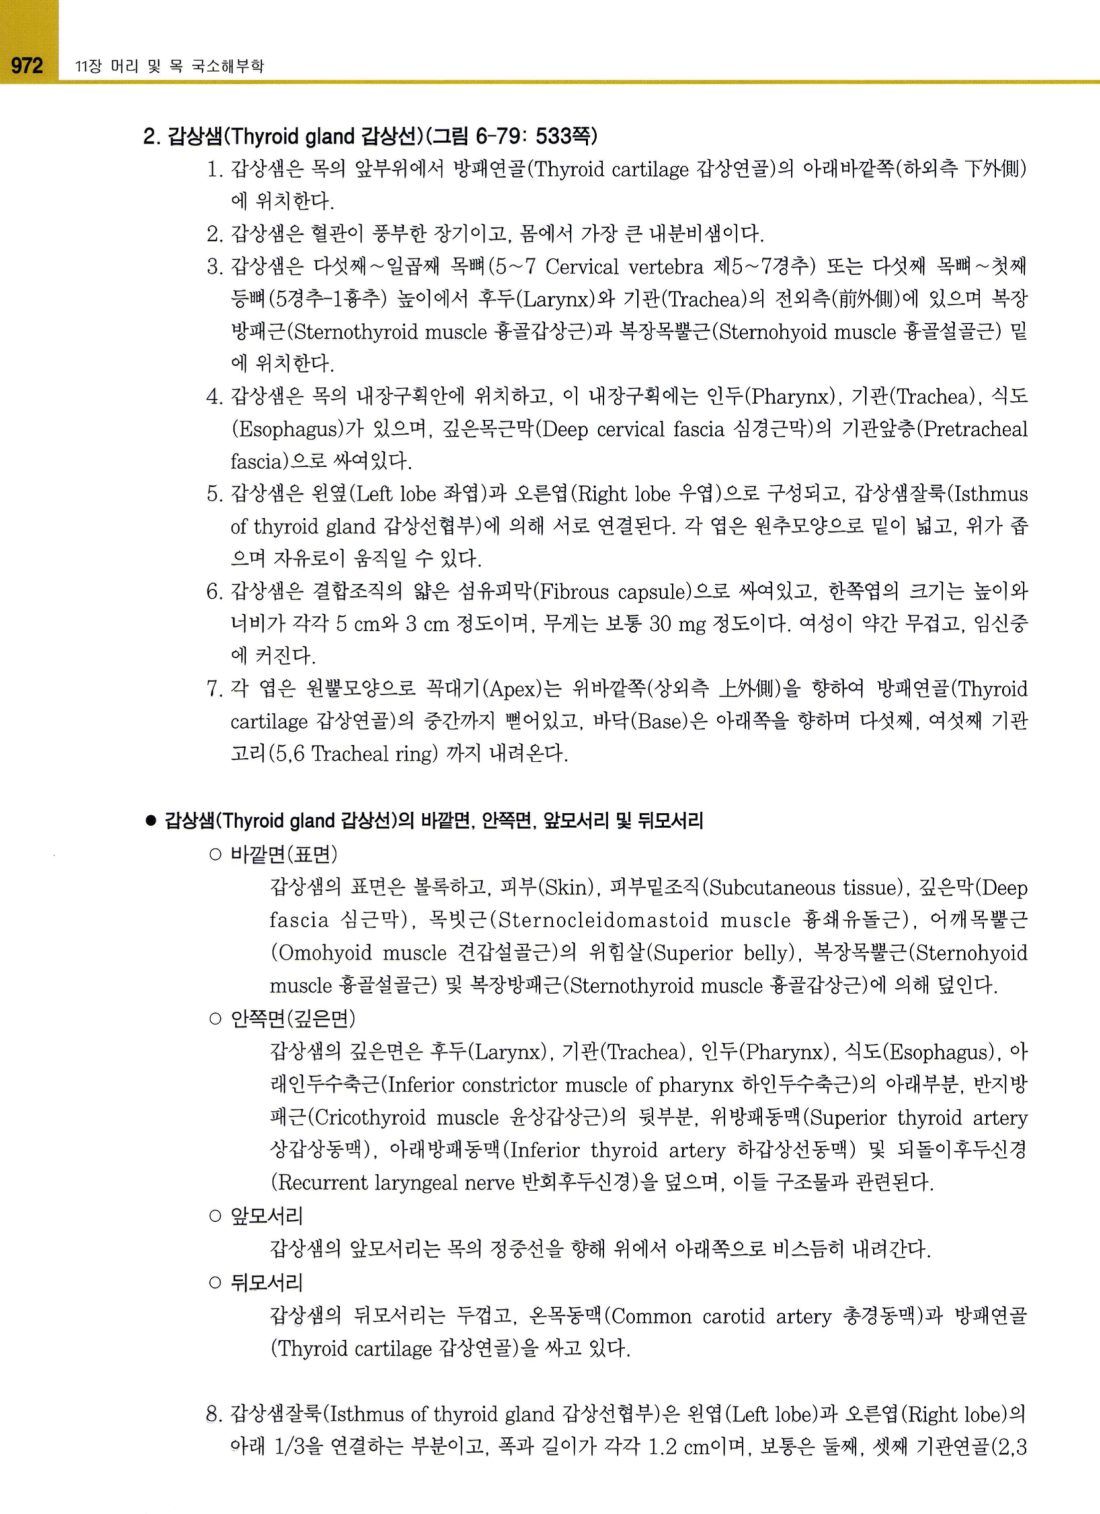 972
11장 머리 및 목 국소해부학
2. 갑상샘(Thyroid gland 갑상선)(그림 6-79: 533쪽)
1. 갑상샘은 목의 앞부위에서 방패연골(Thyroid cartilage 갑상연골)의 아래바깥쪽(하외측 下外側)
에 위치한다.
2. 갑상샘은 혈관이 풍부한 장기이고, 몸에서 가장 큰 내분비샘이다.
3. 갑상샘은 다섯째～일곱째 목뼈(5～7 Cervical vertebra 제5～7경추) 또는 다섯째 목뼈～첫째
등뼈(5경추-1흉추) 높이에서 후두(Larynx)와 기관(Trachea)의 전외측(前外側)에 있으며 복장
방패근(Sternothyroid muscle 흉골갑상근)과 복장목뿔근(Sternohyoid muscle 흉골설골근) 밑
에 위치한다.
4. 갑상샘은 목의 내장구획안에 위치하고, 이 내장구획에는 인두(Pharynx), 기관(Trachea), 식도
(Esophagus)가 있으며, 깊은목근막(Deep cervical fascia 심경근막)의 기관앞층(Pretracheal
fascia)으로 싸여있다.
5. 갑상샘은 왼옆(Left lobe 좌엽)과 오른엽(Right lobe 우엽)으로 구성되고, 갑상샘잘룩(Isthmus
of thyroid gland 갑상선협부)에 의해 서로 연결된다. 각 엽은 원추모양으로 밑이 넓고, 위가 좁
으며 자유로이 움직일 수 있다.
6. 갑상샘은 결합조직의 얇은 섬유피막(Fibrous capsule)으로 싸여있고, 한쪽엽의 크기는 높이와
너비가 각각 5 cm와 3 cm 정도이며, 무게는 보통 30 mg 정도이다. 여성이 약간 무겁고, 임신중
에 커진다.
7. 각 엽은 원뿔모양으로 꼭대기(Apex)는 위바깥쪽(상외측 上外側)을 향하여 방패연골(Thyroid
cartilage 갑상연골)의 중간까지 뻗어있고, 바닥(Base)은 아래쪽을 향하며 다섯째, 여섯째 기관
고리(5,6 Tracheal ring) 까지 내려온다.
● 갑상샘(Thyroid gland 갑상선)의 바깥면, 안쪽면, 앞모서리 및 뒤모서리
○ 바깥면(표면)
갑상샘의 표면은 볼록하고, 피부(Skin), 피부밑조직(Subcutaneous tissue), 깊은막(Deep
fascia 심근막), 목빗근(Sternocleidomastoid muscle 흉쇄유돌근), 어깨목뿔근
(Omohyoid muscle 견갑설골근)의 위힘살(Superior belly), 복장목뿔근(Sternohyoid
muscle 흉골설골근) 및 복장방패근(Sternothyroid muscle 흉골갑상근)에 의해 덮인다.
○ 안쪽면(깊은면)
갑상샘의 깊은면은 후두(Larynx), 기관(Trachea), 인두(Pharynx), 식도(Esophagus), 아
래인두수축근(Inferior constrictor muscle of pharynx 하인두수축근)의 아래부분, 반지방
패근(Cricothyroid muscle 윤상갑상근)의 뒷부분, 위방패동맥(Superior thyroid artery
상갑상동맥), 아래방패동맥(Inferior thyroid artery 하갑상선동맥) 및 되돌이후두신경
(Recurrent laryngeal nerve 반회후두신경)을 덮으며, 이들 구조물과 관련된다.
○ 앞모서리
갑상샘의 앞모서리는 목의 정중선을 향해 위에서 아래쪽으로 비스듬히 내려간다.
○ 뒤모서리
갑상샘의 뒤모서리는 두껍고, 온목동맥(Common carotid artery 총경동맥)과 방패연골
(Thyroid cartilage 갑상연골)을 싸고 있다.
8. 갑상샘잘룩(Isthmus of thyroid gland 갑상선협부)은 왼엽(Left lobe)과 오른엽(Right lobe)의
아래 1/3을 연결하는 부분이고, 폭과 길이가 각각 1.2 cm이며, 보통은 둘째, 셋째 기관연골(2,3